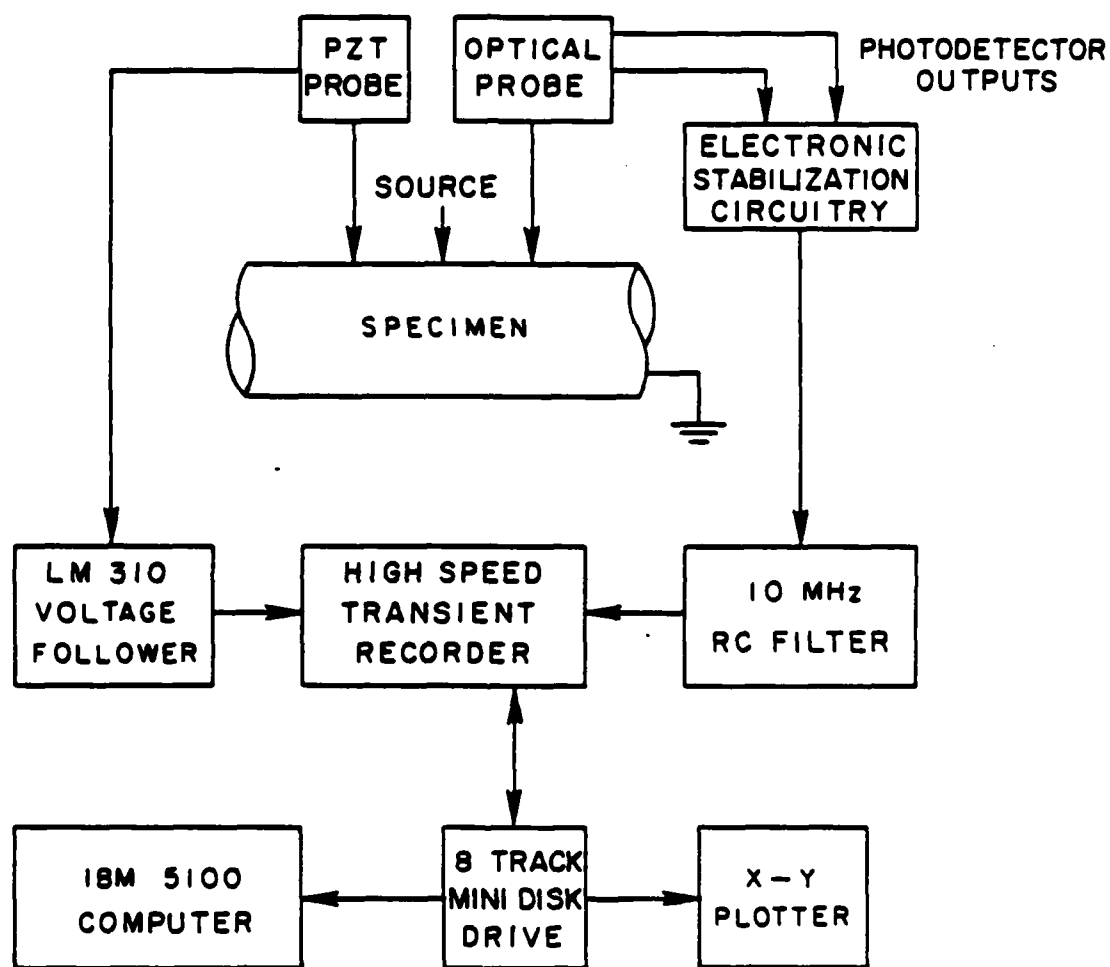 PZT
PROBE
OPTICAL
PROBE
PHOTODETECTOR
OUTPUTS
ELECTRONIC
STABILIZATION
CIRCUITRY
SOURCE
SPECIMEN
LM 310
VOLTAGE
FOLLOWER
HIGH SPEED
TRANSIENT
RECORDER
10 MHz
RC FILTER
IBM 5100
COMPUTER
8 TRACK
MINI DISK
DRIVE
X-Y
PLOTTER